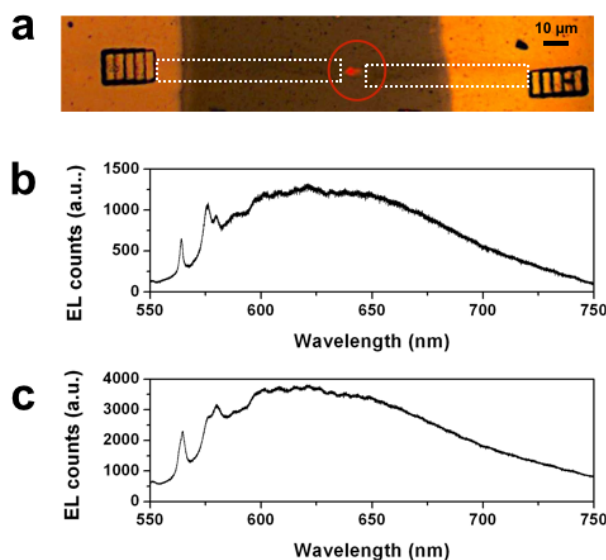 a
10 µm
b
1500
1000
500
0
EL counts (a.u..)
550 600 650 700 750
Wavelength (nm)
c
4000
3000
2000
1000
0
EL counts (a.u.)
550 600 650 700 750
Wavelength (nm)